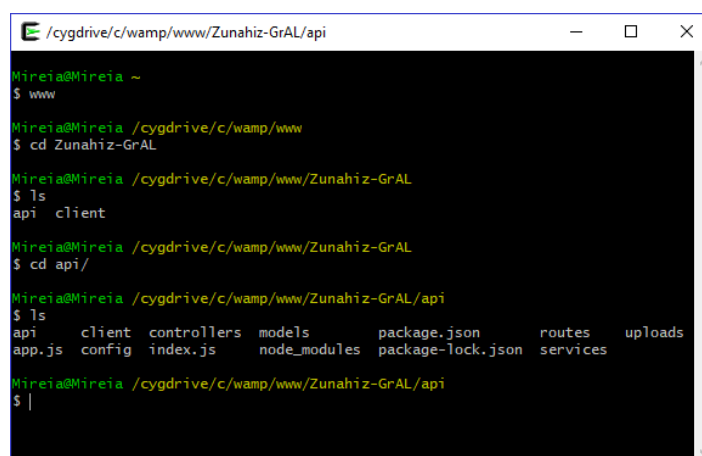 /cygdrive/c/wamp/www/Zunahiz-GrAL/api
Mireia@Mireia ~
$ www
Mireia@Mireia /cygdrive/c/wamp/www
$ cd Zunahiz-GrAL
Mireia@Mireia /cygdrive/c/wamp/www/Zunahiz-GrAL
$ ls
api  client
Mireia@Mireia /cygdrive/c/wamp/www/Zunahiz-GrAL
$ cd api/
Mireia@Mireia /cygdrive/c/wamp/www/Zunahiz-GrAL/api
$ ls
api     client  controllers  models        package.json       routes    uploads
app.js  config  index.js     node_modules  package-lock.json  services
Mireia@Mireia /cygdrive/c/wamp/www/Zunahiz-GrAL/api
$